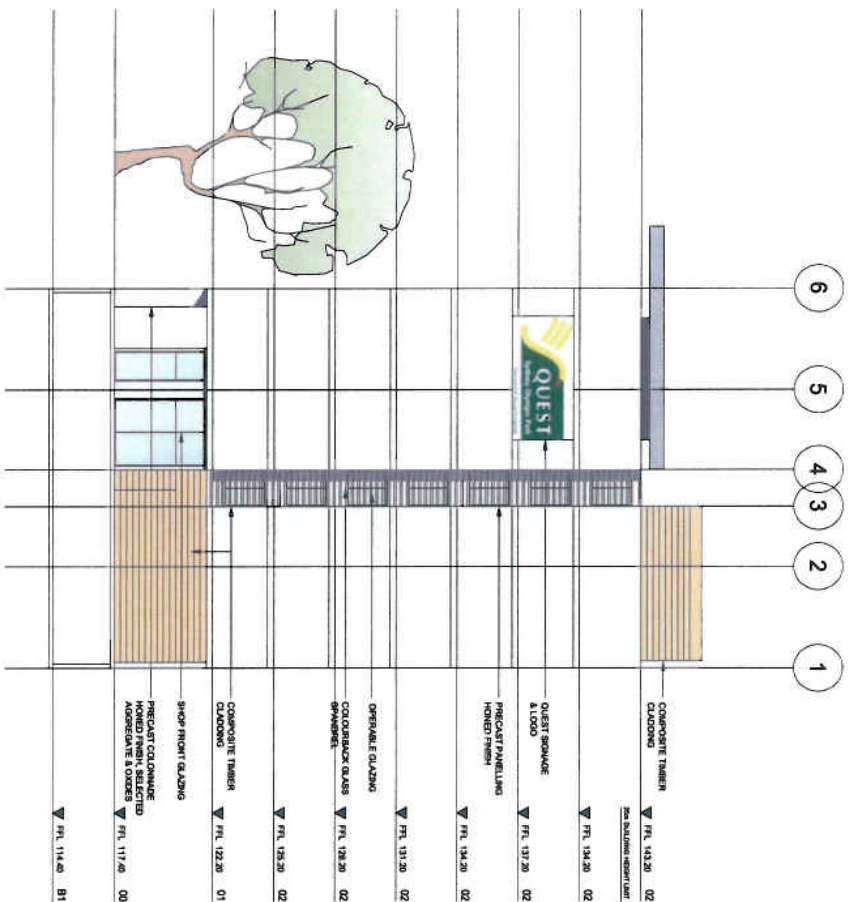 6
5
4
3
2
1
QUEST
Sydney Olympic Park
COMPOSITE TIMBER
CLADDING
QUEST SIGNAGE
& LOGO
PRECAST PANELLING
HONED FINISH
OPERABLE GLAZING
COLOURBACK GLASS
SPANDREL
COMPOSITE TIMBER
CLADDING
SHOP FRONT GLAZING
PRECAST COLONNADE
HONED FINISH, SELECTED
AGGREGATE & OXIDES
FFL 143.20 02
BUILDING HEIGHT LIMIT
FFL 134.20 02
FFL 137.20 02
FFL 134.20 02
FFL 131.20 02
FFL 128.20 02
FFL 125.20 02
FFL 122.20 01
FFL 117.40 00
FFL 114.40 B1